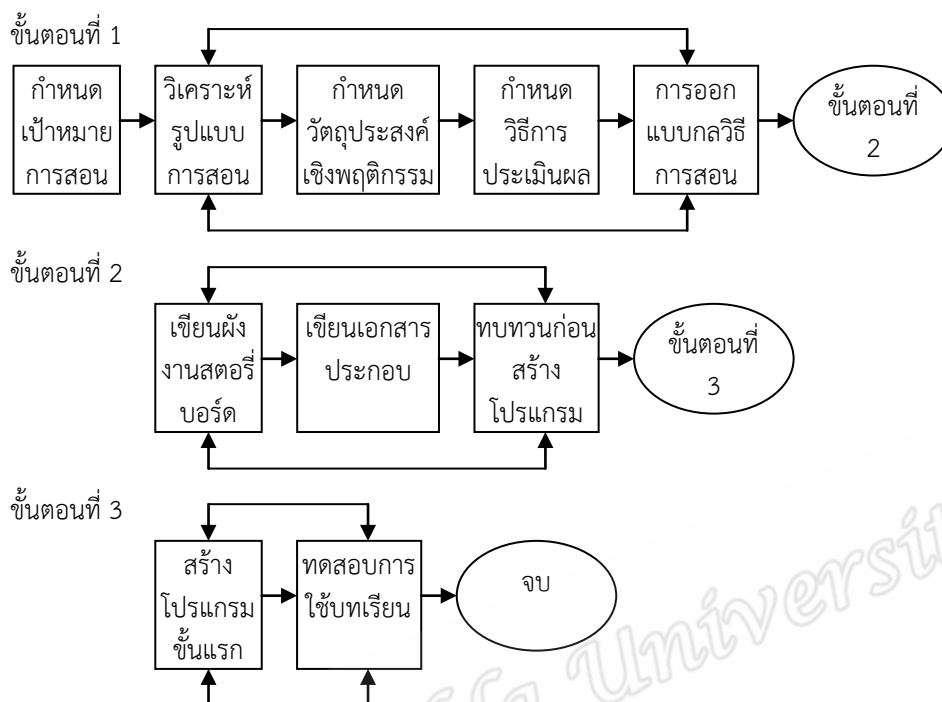 ขั้นตอนที่ 1
กำหนด
เป้าหมาย
การสอน
วิเคราะห์
รูปแบบ
การสอน
กำหนด
วัตถุประสงค์
เชิงพฤติกรรม
กำหนด
วิธีการ
ประเมินผล
การออก
แบบกลวิธี
การสอน
ขั้นตอนที่
2
ขั้นตอนที่ 2
เขียนผัง
งานสตอรี่
บอร์ด
เขียนเอกสาร
ประกอบ
ทบทวนก่อน
สร้าง
โปรแกรม
ขั้นตอนที่
3
ขั้นตอนที่ 3
สร้าง
โปรแกรม
ขั้นแรก
ทดสอบการ
ใช้บทเรียน
จบ